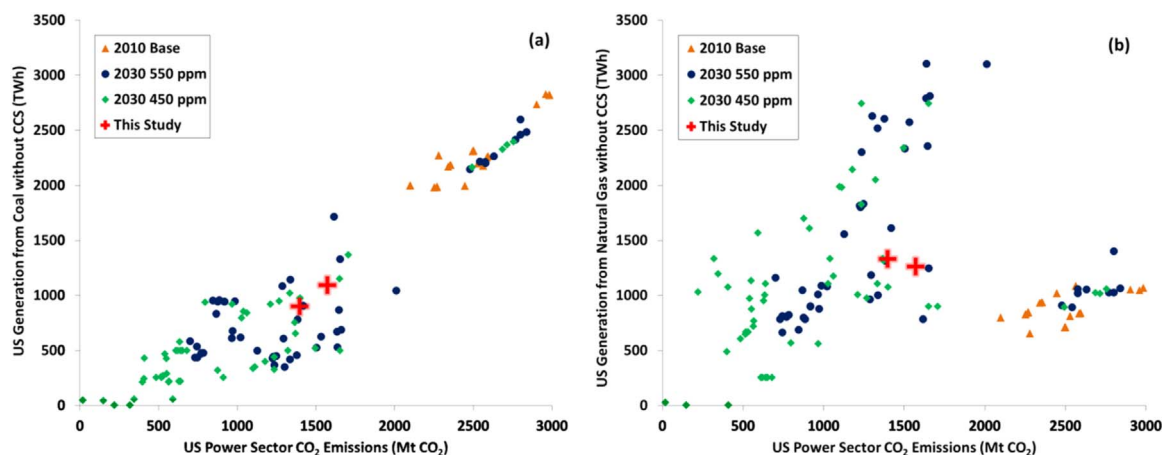 3500
3000
2500
2000
1500
1000
500
0
US Generation from Coal without CCS (TWh)
2010 Base
2030 550 ppm
2030 450 ppm
This Study
(a)
0 500 1000 1500 2000 2500 3000
US Power Sector CO₂ Emissions (Mt CO₂)
3500
3000
2500
2000
1500
1000
500
0
US Generation from Natural Gas without CCS (TWh)
2010 Base
2030 550 ppm
2030 450 ppm
This Study
(b)
0 500 1000 1500 2000 2500 3000
US Power Sector CO₂ Emissions (Mt CO₂)